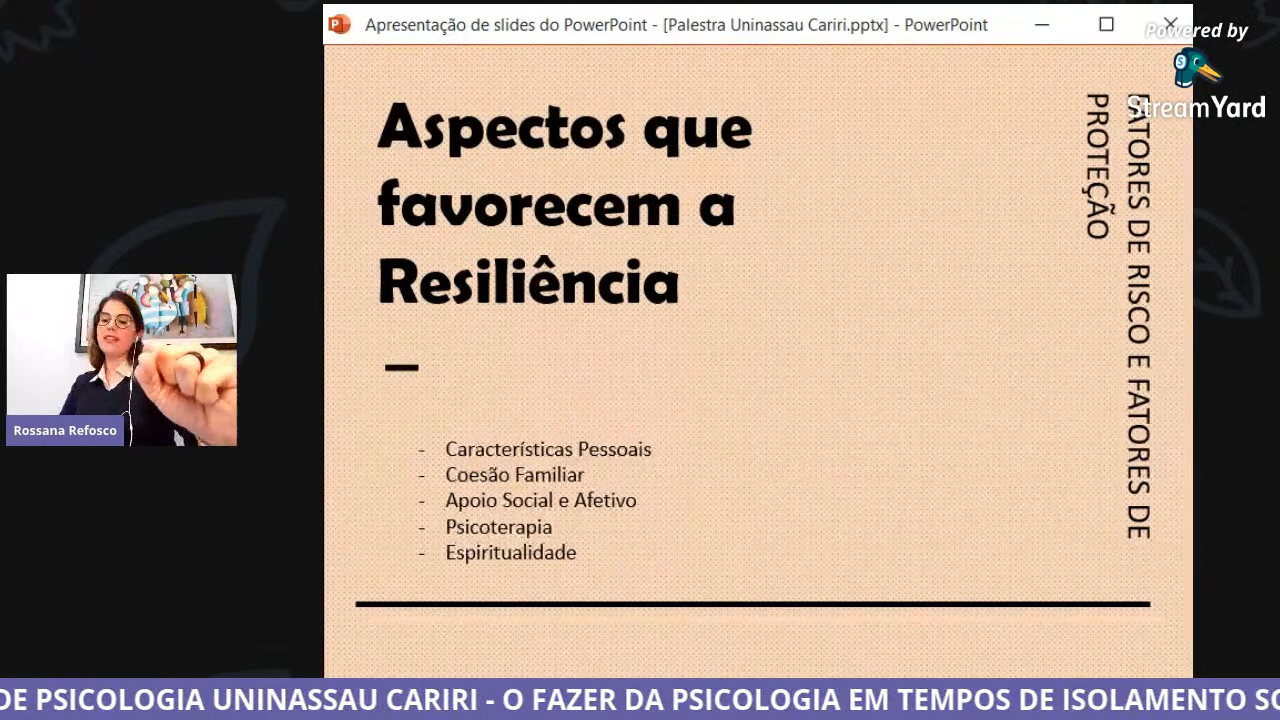 Apresentação de slides do PowerPoint - [Palestra Uninassau Cariri.pptx] - PowerPoint
Powered by
StreamYard
Aspectos que
favorecem a
Resiliência
FATORES DE RISCO E FATORES DE
PROTEÇÃO
Rossana Refosco
- Características Pessoais
- Coesão Familiar
- Apoio Social e Afetivo
- Psicoterapia
- Espiritualidade
DE PSICOLOGIA UNINASSAU CARIRI - O FAZER DA PSICOLOGIA EM TEMPOS DE ISOLAMENTO